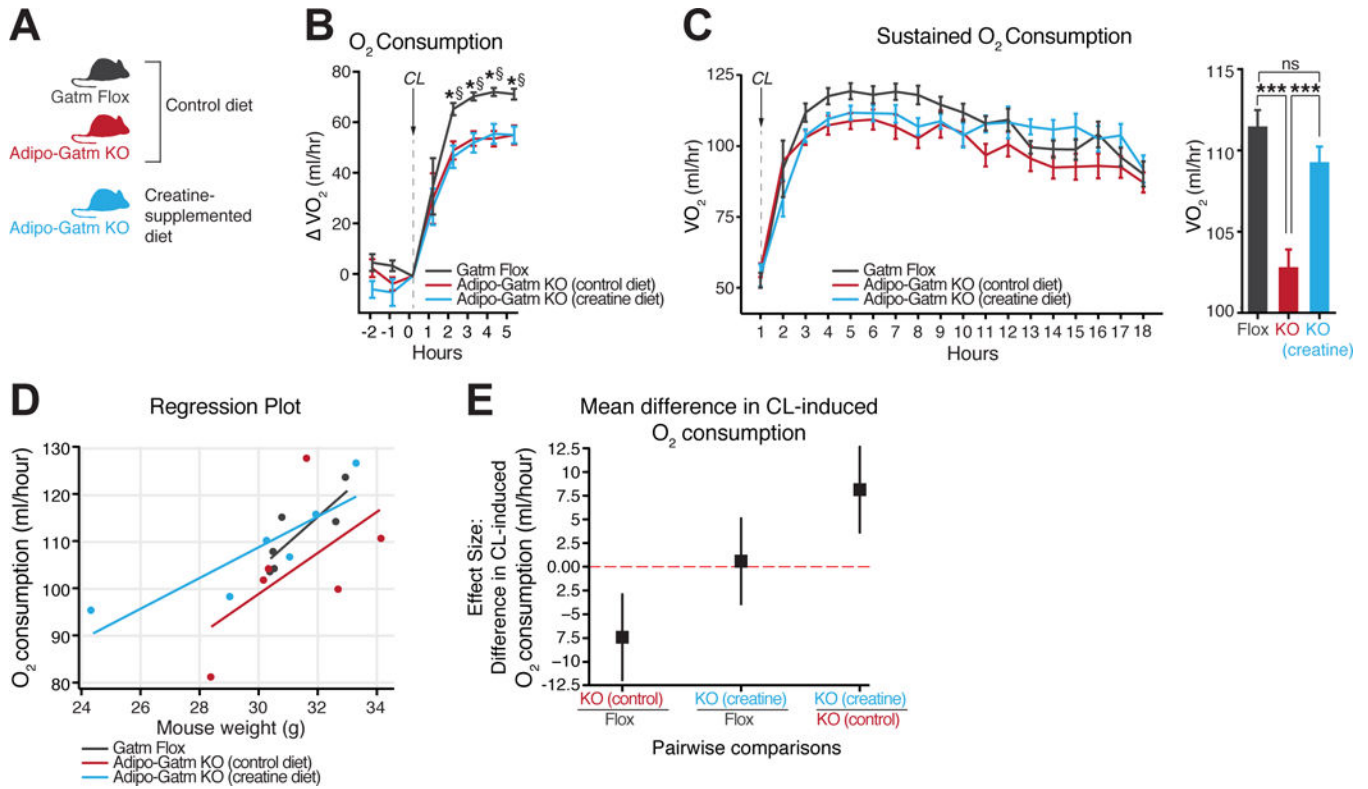 A
Gatm Flox
Adipo-Gatm KO
Control diet
Adipo-Gatm KO
Creatine-
supplemented
diet
B
O2 Consumption
CL
*§ *§ *§ *§
Δ VO2 (ml/hr)
80
60
40
20
0
Gatm Flox
Adipo-Gatm KO (control diet)
Adipo-Gatm KO (creatine diet)
-2 -1 0 1 2 3 4 5
Hours
C
Sustained O2 Consumption
CL
VO2 (ml/hr)
125
100
75
50
Gatm Flox
Adipo-Gatm KO (control diet)
Adipo-Gatm KO (creatine diet)
1 2 3 4 5 6 7 8 9 10 11 12 13 14 15 16 17 18
Hours
ns
*** ***
VO2 (ml/hr)
115
110
105
100
Flox KO KO
(creatine)
D
Regression Plot
O2 consumption (ml/hour)
130
120
110
100
90
80
24 26 28 30 32 34
Mouse weight (g)
Gatm Flox
Adipo-Gatm KO (control diet)
Adipo-Gatm KO (creatine diet)
E
Mean difference in CL-induced
O2 consumption
Effect Size:
Difference in CL-induced
O2 consumption (ml/hour)
12.5
10
7.5
5
2.5
0.00
2.5
−5
7.5
−10
-12.5
KO (control) KO (creatine) KO (creatine)
Flox Flox KO (control)
Pairwise comparisons